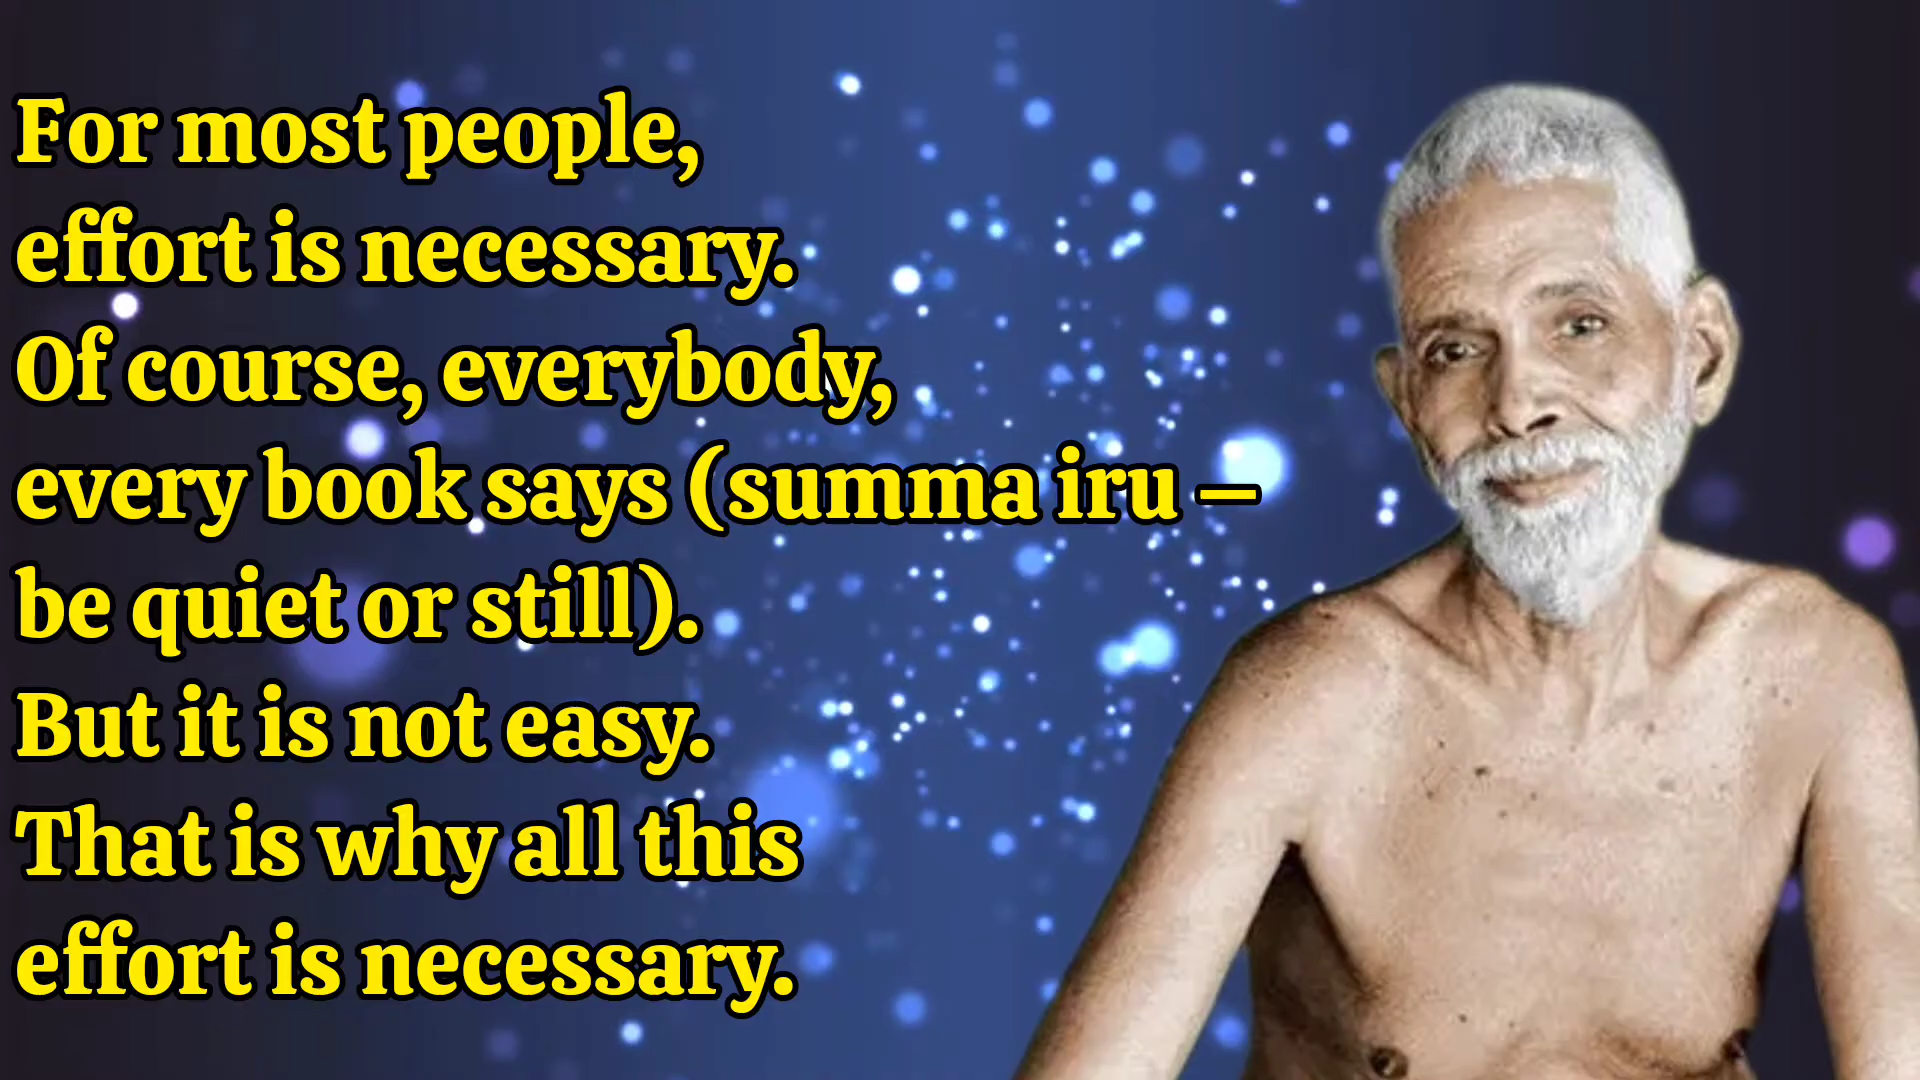 For most people,
effort is necessary.
Of course, everybody,
every book says (summa iru –
be quiet or still).
But it is not easy.
That is why all this
effort is necessary.